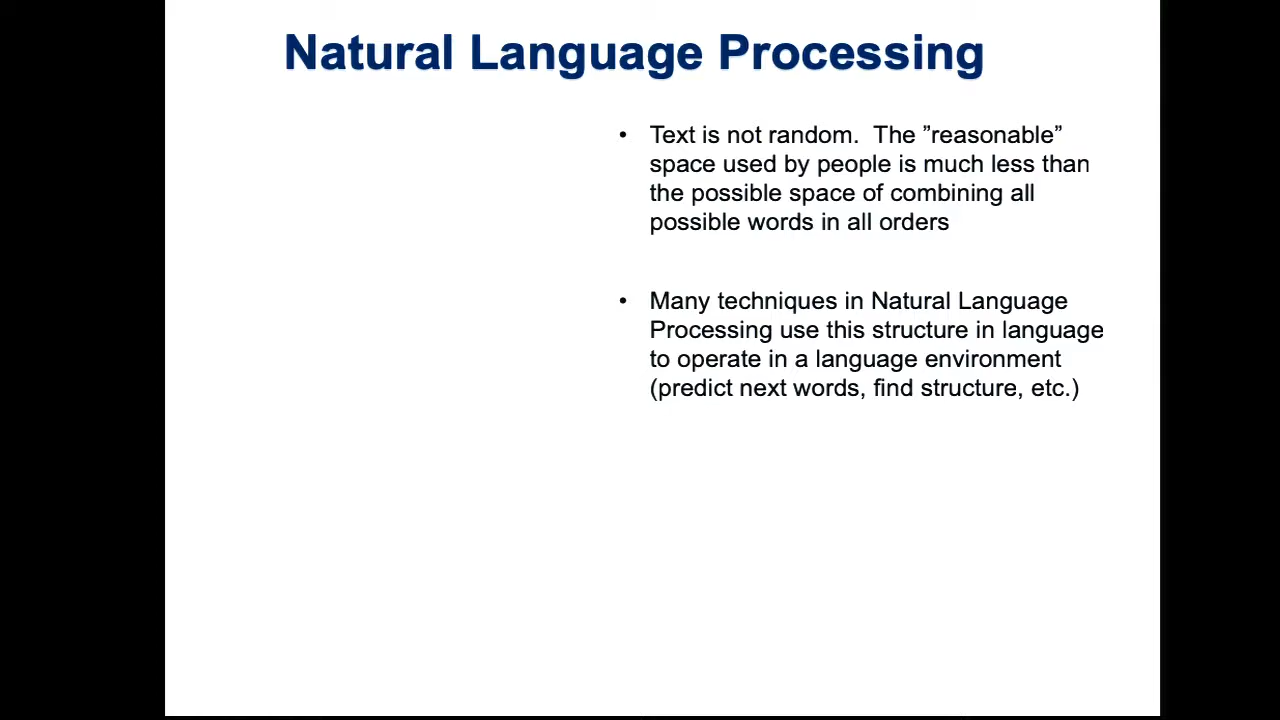 Natural Language Processing
• Text is not random.  The ”reasonable”
space used by people is much less than
the possible space of combining all
possible words in all orders
• Many techniques in Natural Language
Processing use this structure in language
to operate in a language environment
(predict next words, find structure, etc.)